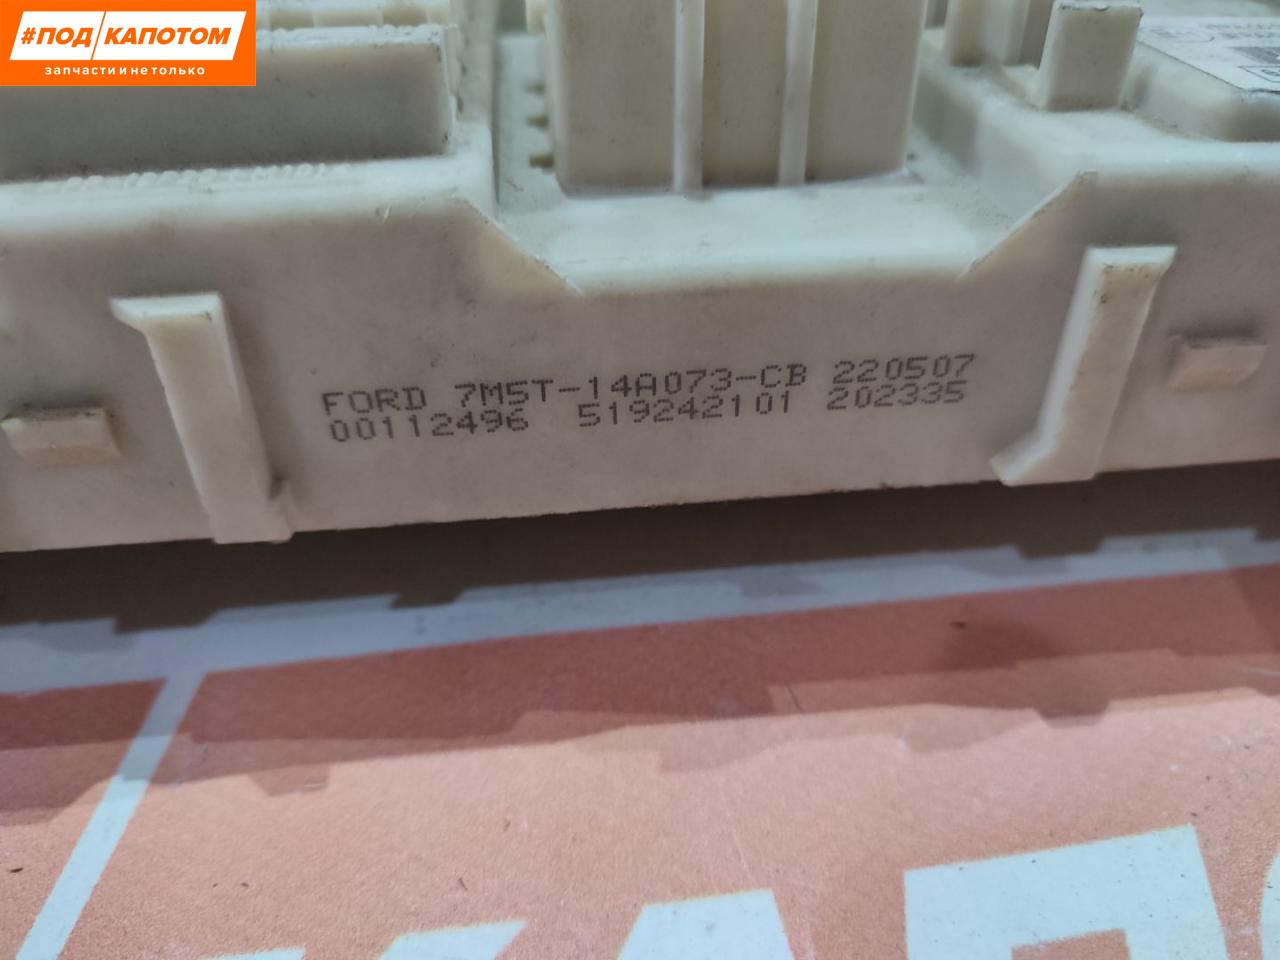 #ПОД КАПОТОМ
запчасти и не только
FORD 7M5T-14A073-CB 220507
00112496 519242101 202335